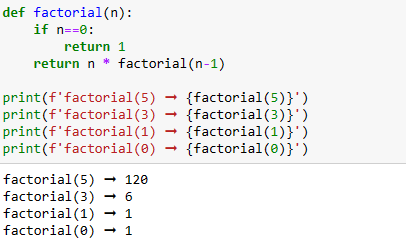 def factorial(n):
    if n==0:
        return 1
    return n * factorial(n-1)
print(f'factorial(5) → {factorial(5)}')
print(f'factorial(3) → {factorial(3)}')
print(f'factorial(1) → {factorial(1)}')
print(f'factorial(0) → {factorial(0)}')
factorial(5) → 120
factorial(3) → 6
factorial(1) → 1
factorial(0) → 1